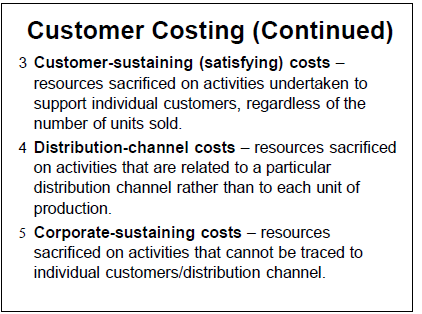 Customer Costing (Continued)
3 Customer-sustaining (satisfying) costs –
resources sacrificed on activities undertaken to
support individual customers, regardless of the
number of units sold.
4 Distribution-channel costs – resources sacrificed
on activities that are related to a particular
distribution channel rather than to each unit of
production.
5 Corporate-sustaining costs – resources
sacrificed on activities that cannot be traced to
individual customers/distribution channel.